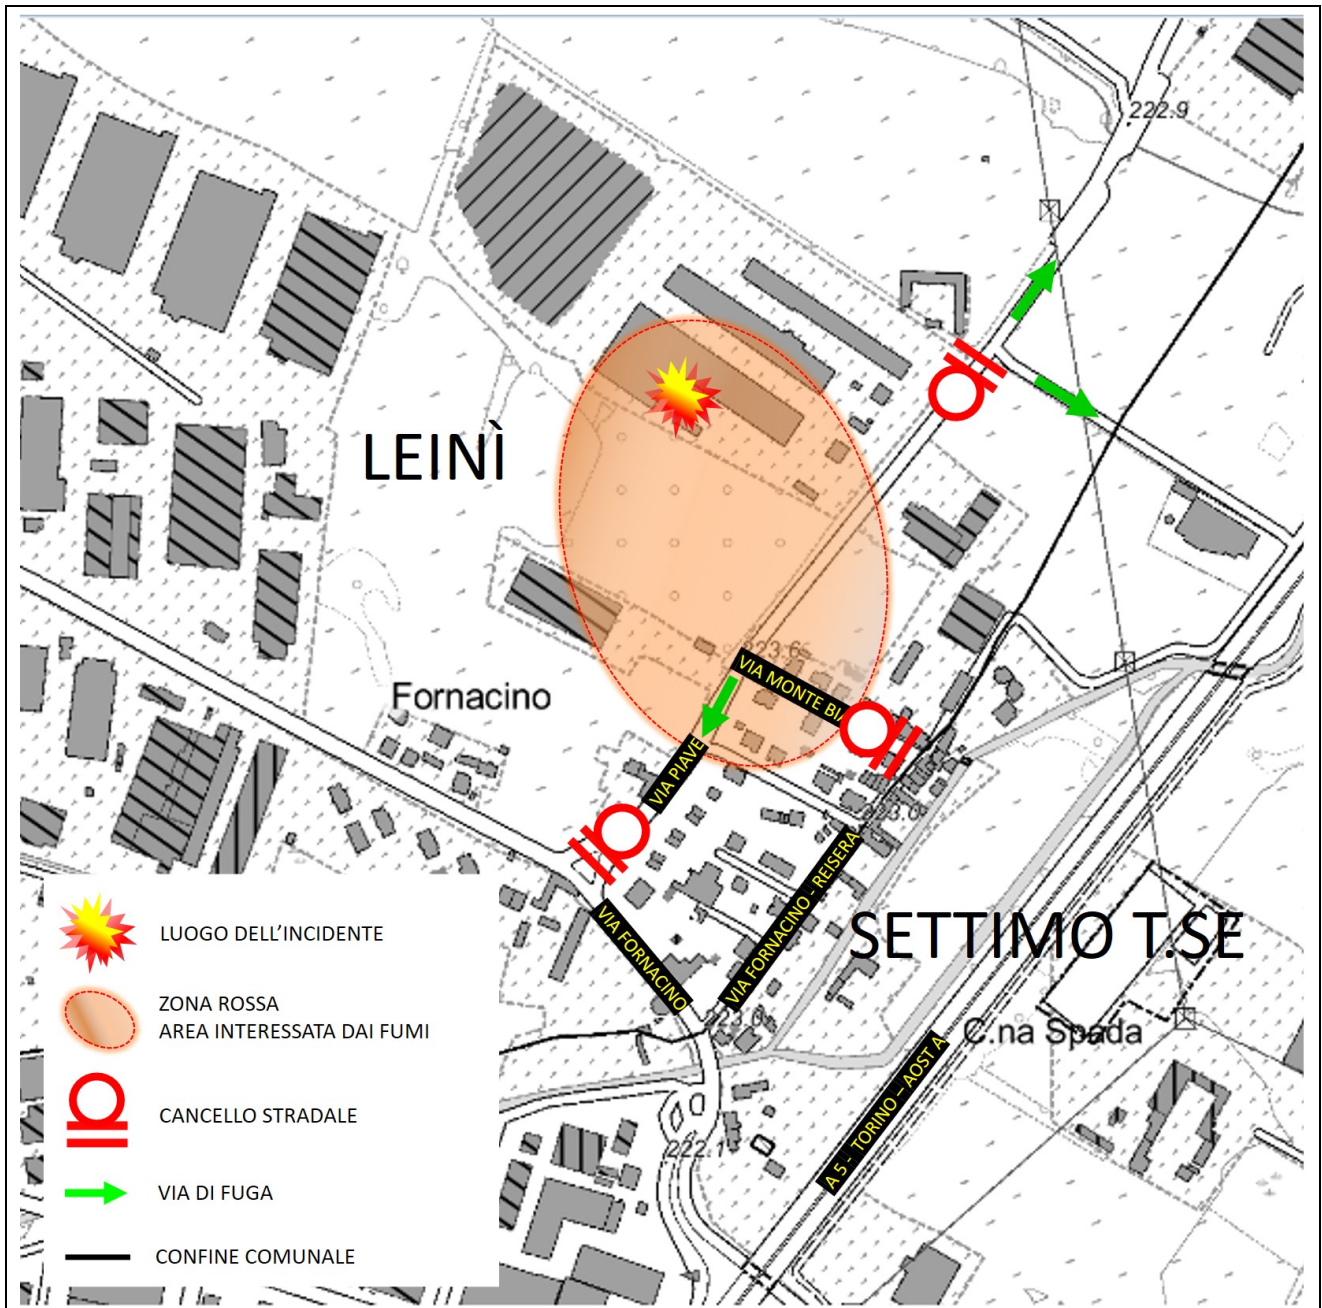 222.9
LEINÌ
223.6
VIA MONTE BI
Fornacino
VIA PIAVE
223.0
VIA FORNACINO - REISERA
SETTIMO T.SE
VIA FORNACINO
C.na Spada
A 5 - TORINO – AOSTA
222.1
LUOGO DELL'INCIDENTE
ZONA ROSSA
AREA INTERESSATA DAI FUMI
CANCELLO STRADALE
VIA DI FUGA
CONFINE COMUNALE